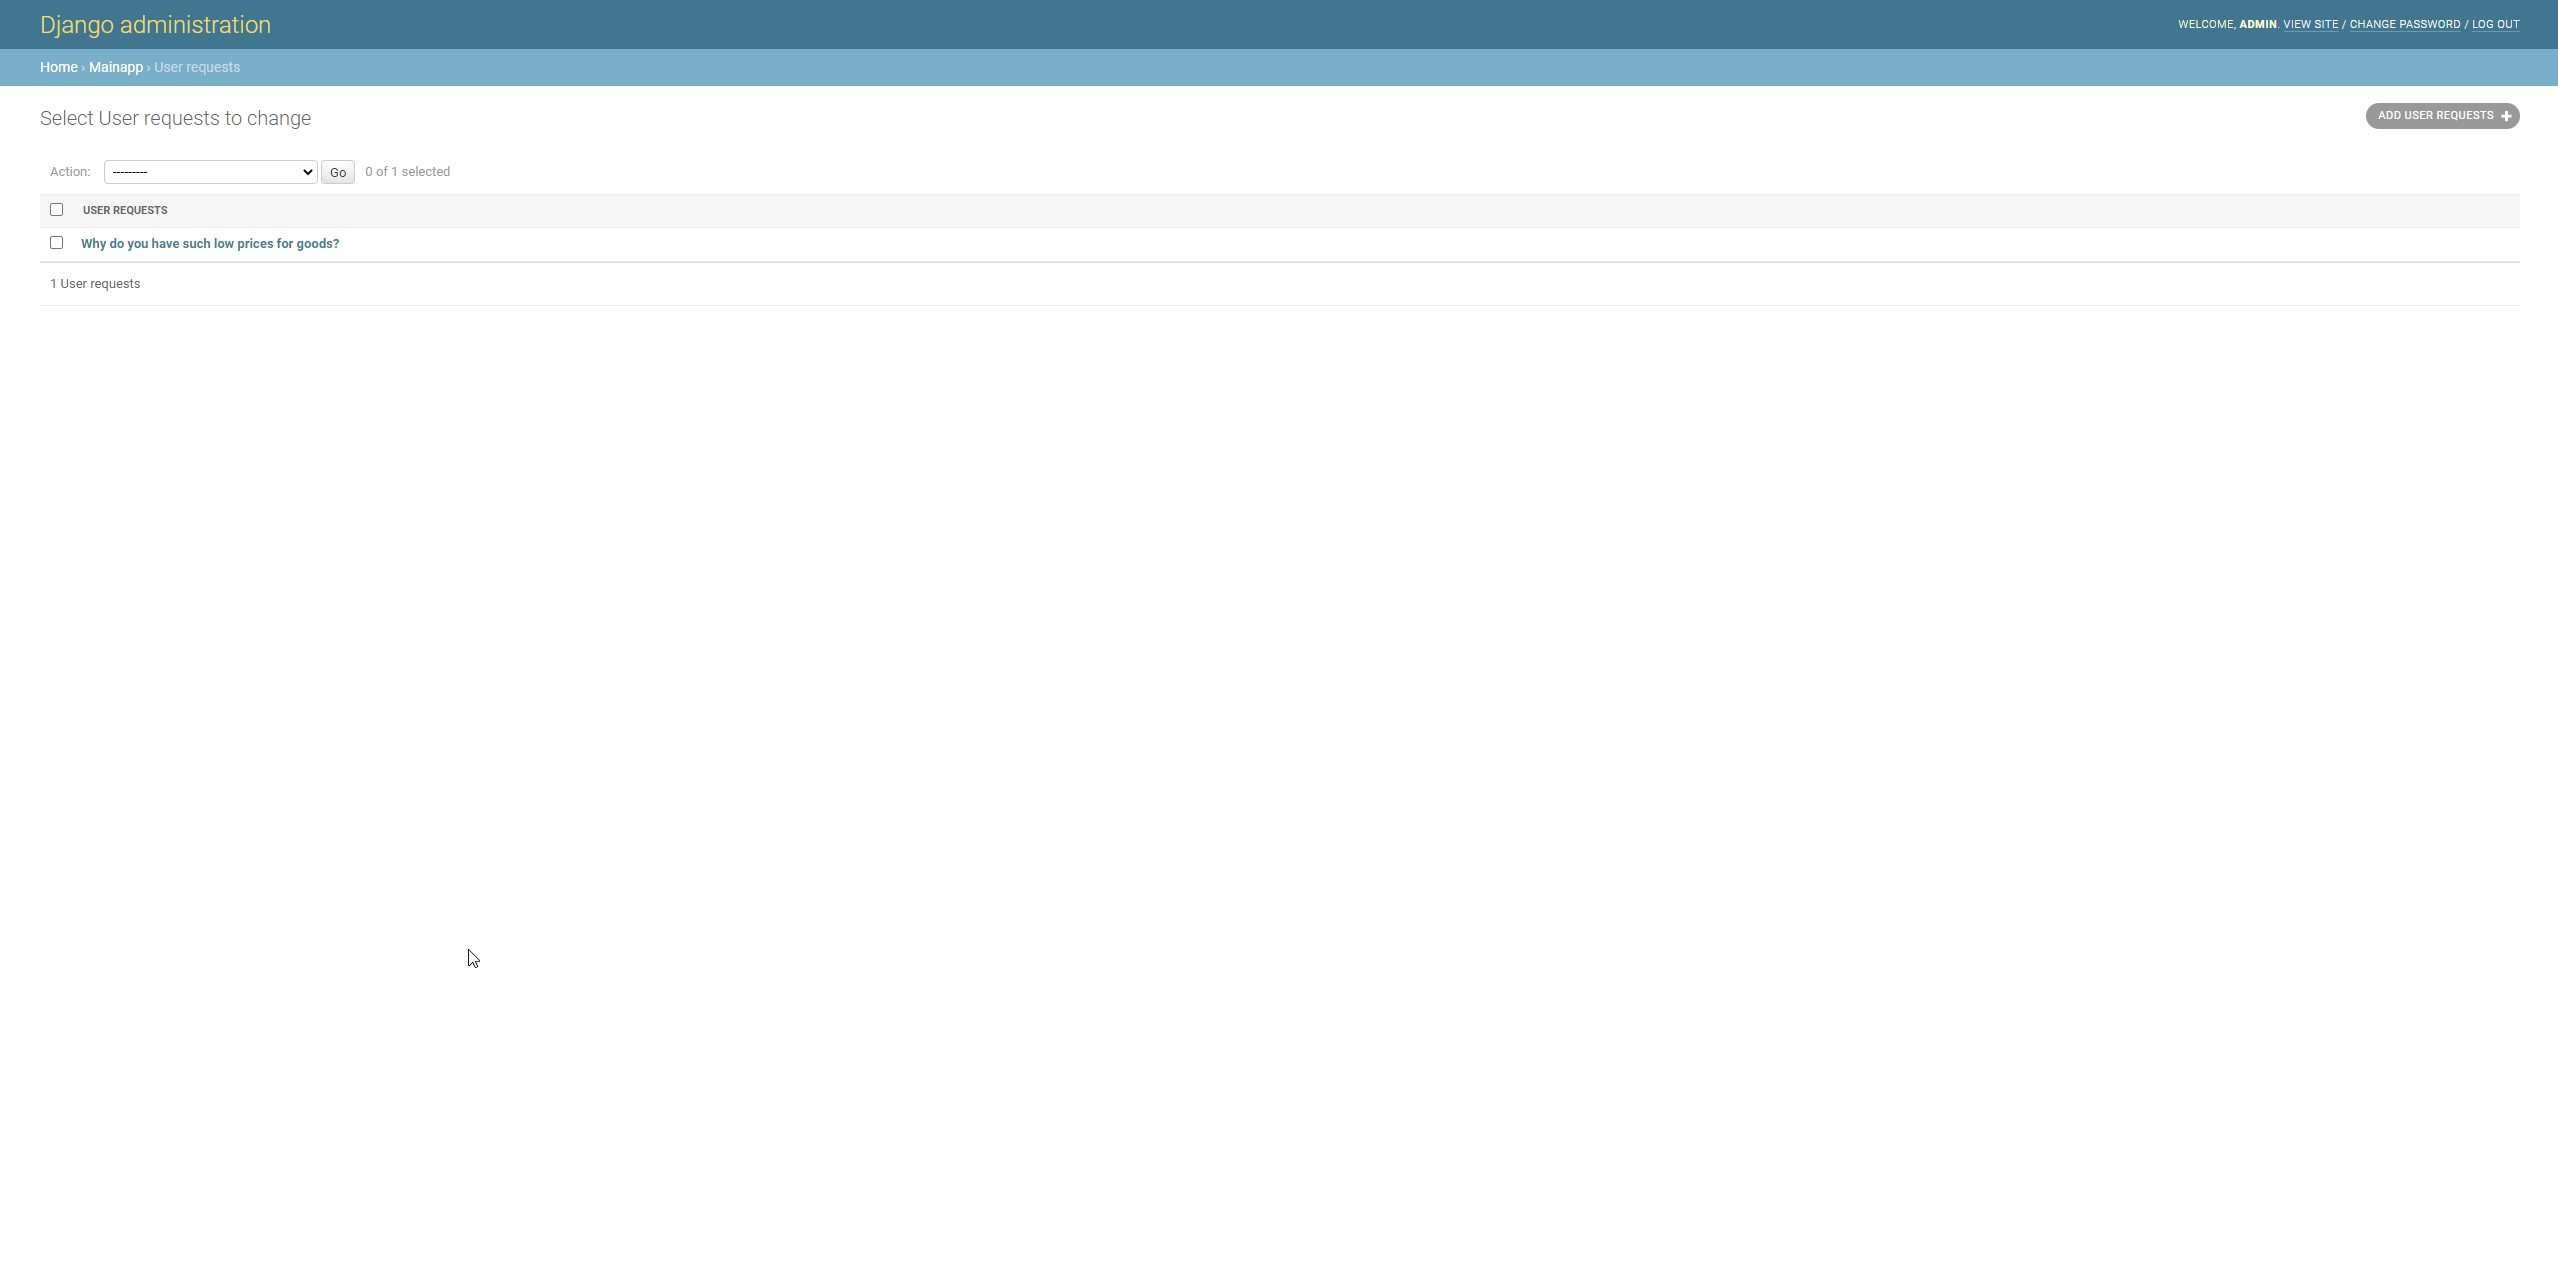 Django administration
WELCOME, ADMIN. VIEW SITE / CHANGE PASSWORD / LOG OUT
Home › Mainapp › User requests
Select User requests to change
ADD USER REQUESTS +
Action: --------- Go 0 of 1 selected
USER REQUESTS
Why do you have such low prices for goods?
1 User requests